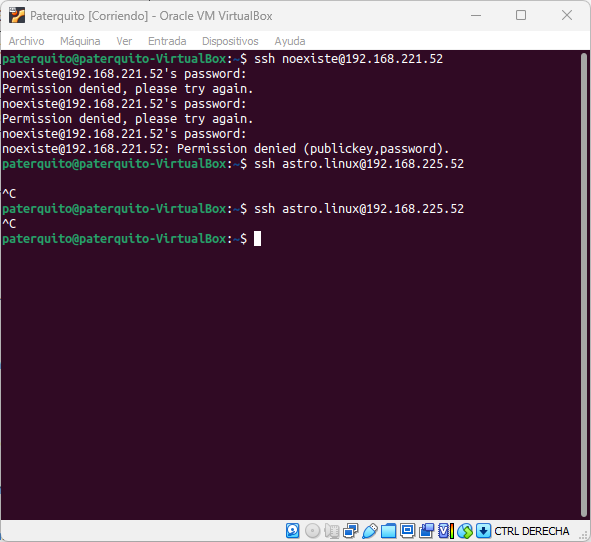 Paterquito [Corriendo] - Oracle VM VirtualBox
Archivo Máquina Ver Entrada Dispositivos Ayuda
paterquito@paterquito-VirtualBox:~$ ssh noexiste@192.168.221.52
noexiste@192.168.221.52's password:
Permission denied, please try again.
noexiste@192.168.221.52's password:
Permission denied, please try again.
noexiste@192.168.221.52's password:
noexiste@192.168.221.52: Permission denied (publickey,password).
paterquito@paterquito-VirtualBox:~$ ssh astro.linux@192.168.225.52
^C
paterquito@paterquito-VirtualBox:~$ ssh astro.linux@192.168.225.52
^C
paterquito@paterquito-VirtualBox:~$
CTRL DERECHA